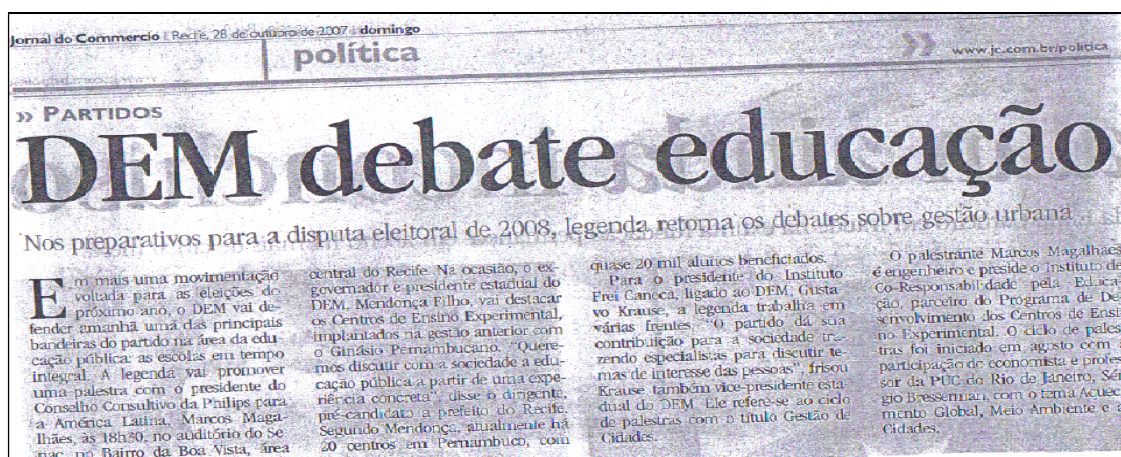 Jornal do Commercio | Recife, 28 de outubro de 2007 | domingo
política
www.jc.com.br/politica
» PARTIDOS
DEM debate educação
Nos preparativos para a disputa eleitoral de 2008, legenda retoma os debates sobre gestão urbana
Em mais uma movimentação
voltada para as eleições do
próximo ano, o DEM vai de-
fender amanhã uma das principais
bandeiras do partido na área da edu-
cação pública: as escolas em tempo
integral. A legenda vai promover
uma palestra com o presidente do
Conselho Consultivo da Philips para
a América Latina, Marcos Maga-
lhães, às 18h30, no auditório do Se
nac, no Bairro da Boa Vista, área
central do Recife. Na ocasião, o ex-
governador e presidente estadual do
DEM, Mendonça Filho, vai destacar
os Centros de Ensino Experimental,
implantados na gestão anterior com
o Ginásio Pernambucano. "Quere-
mos discutir com a sociedade a edu-
cação pública a partir de uma expe-
riência concreta", disse o dirigente,
pré-candidato a prefeito do Recife.
Segundo Mendonça, atualmente há
20 centros em Pernambuco, com
quase 20 mil alunos beneficiados.
Para o presidente do Instituto
Frei Caneca, ligado ao DEM, Gusta-
vo Krause, a legenda trabalha em
várias frentes. "O partido dá sua
contribuição para a sociedade tra-
zendo especialistas para discutir te-
mas de interesse das pessoas", frisou
Krause também vice-presidente esta-
dual do DEM. Ele refere-se ao ciclo
de palestras com o título Gestão de
Cidades.
O palestrante Marcos Magalhães
é engenheiro e preside o Instituto de
Co-Responsabilidade pela Educa-
ção, parceiro do Programa de De-
senvolvimento dos Centros de Ensi-
no Experimental. O ciclo de pales-
tras foi iniciado em agosto com a
participação do economista e profes-
sor da PUC do Rio de Janeiro, Sér-
gio Besserman, com o tema Aqueci-
mento Global, Meio Ambiente e a
Cidades.